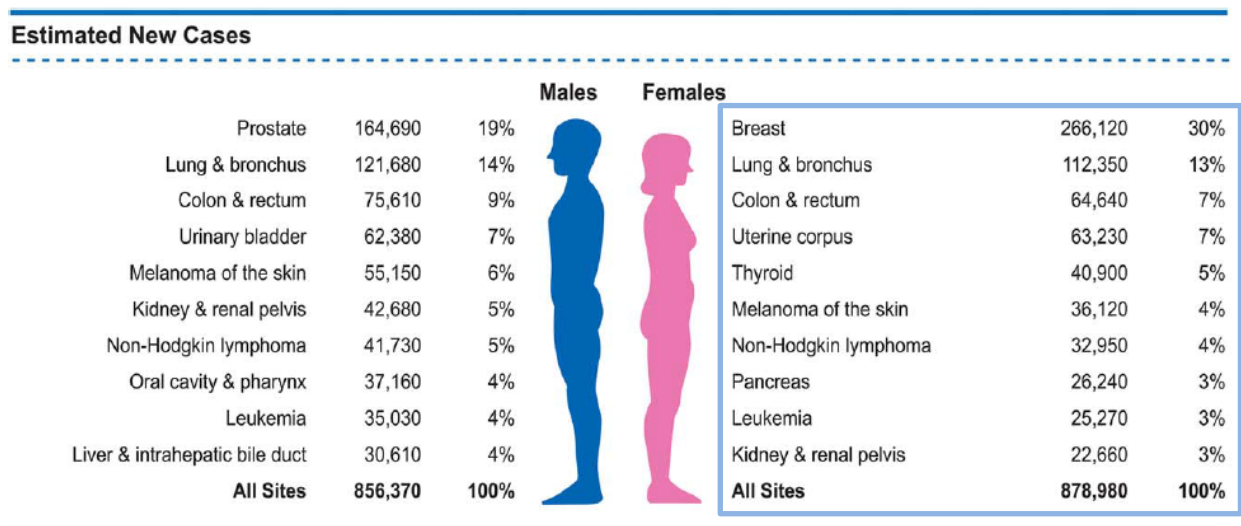 Estimated New Cases
Males Females
Prostate 164,690 19% Breast 266,120 30%
Lung & bronchus 121,680 14% Lung & bronchus 112,350 13%
Colon & rectum 75,610 9% Colon & rectum 64,640 7%
Urinary bladder 62,380 7% Uterine corpus 63,230 7%
Melanoma of the skin 55,150 6% Thyroid 40,900 5%
Kidney & renal pelvis 42,680 5% Melanoma of the skin 36,120 4%
Non-Hodgkin lymphoma 41,730 5% Non-Hodgkin lymphoma 32,950 4%
Oral cavity & pharynx 37,160 4% Pancreas 26,240 3%
Leukemia 35,030 4% Leukemia 25,270 3%
Liver & intrahepatic bile duct 30,610 4% Kidney & renal pelvis 22,660 3%
All Sites 856,370 100% All Sites 878,980 100%